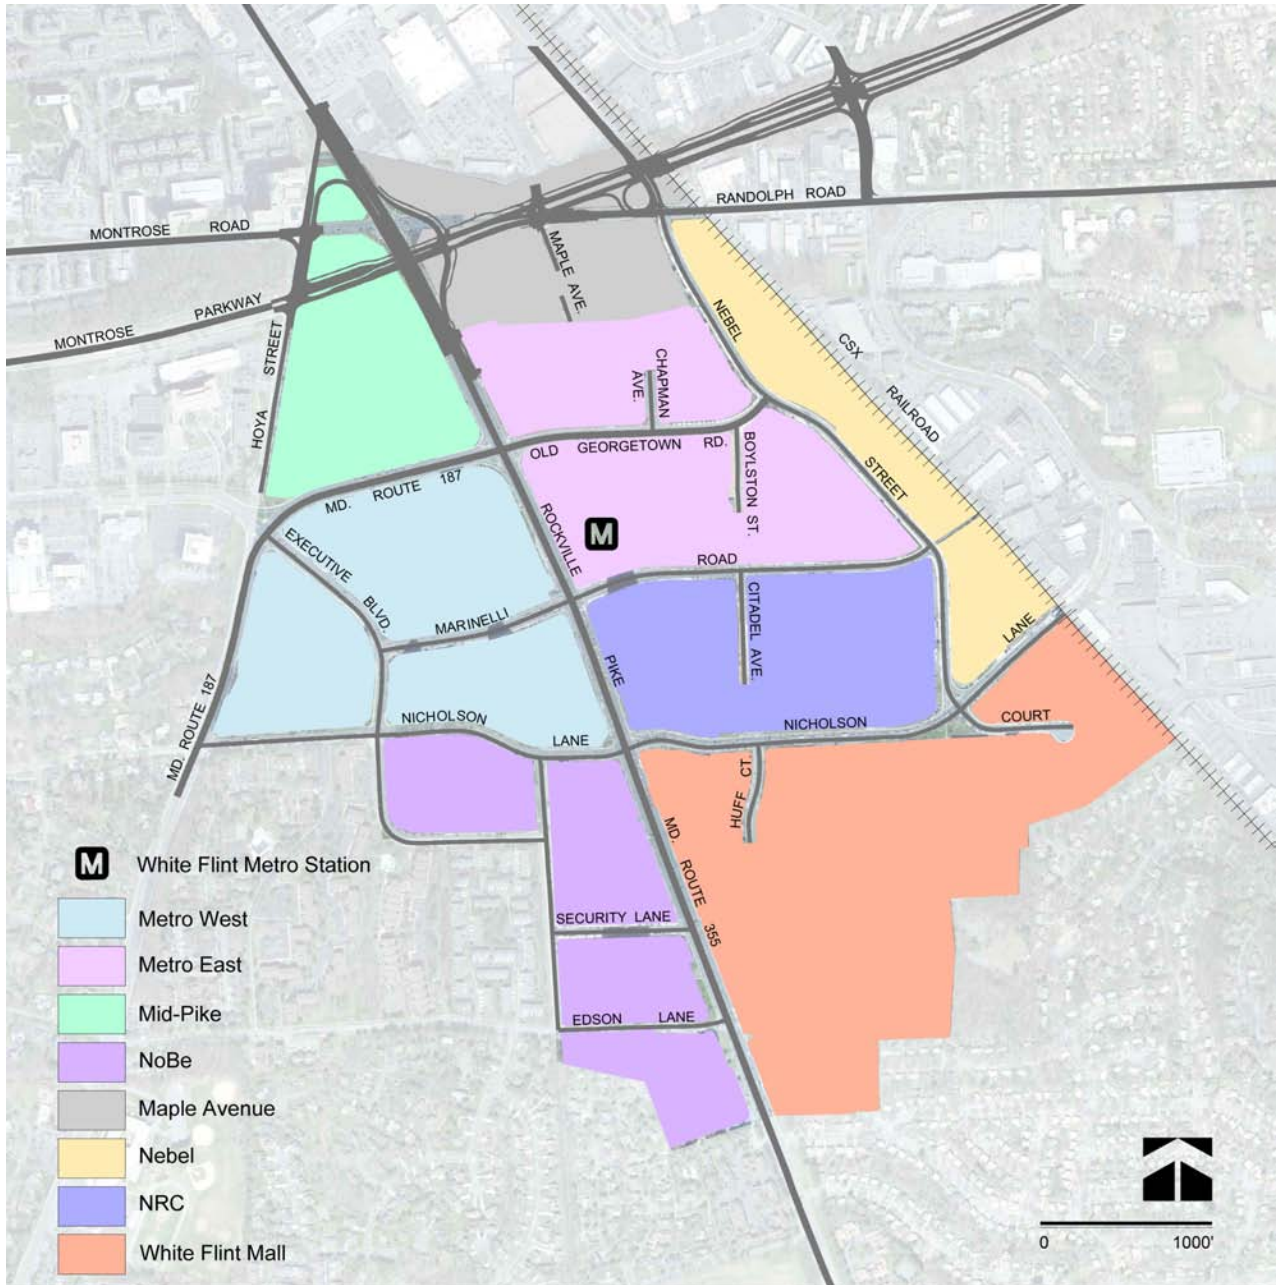 RANDOLPH ROAD
MONTROSE ROAD
MAPLE AVE.
MONTROSE PARKWAY
NEBEL
CSX RAILROAD
HOYA STREET
CHAPMAN AVE.
OLD GEORGETOWN RD.
BOYLSTON ST.
STREET
MD. ROUTE 187
ROCKVILLE
M
EXECUTIVE BLVD.
ROAD
MARINELLI
CITADEL AVE.
LANE
PIKE
MD. ROUTE 187
NICHOLSON
LANE
NICHOLSON
COURT
HUFF CT.
MD. ROUTE 355
SECURITY LANE
EDSON LANE
M White Flint Metro Station
Metro West
Metro East
Mid-Pike
NoBe
Maple Avenue
Nebel
NRC
White Flint Mall
0 1000'